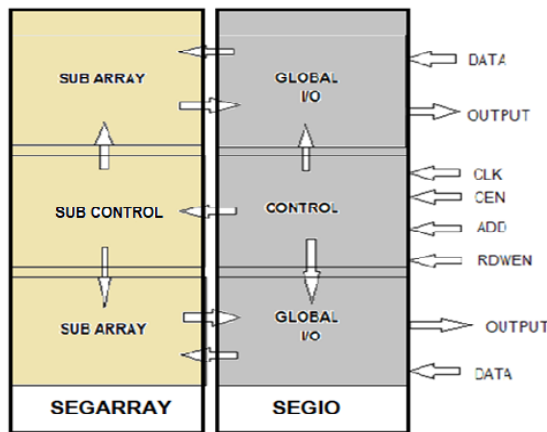 SUB ARRAY
GLOBAL
I/O
DATA
OUTPUT
SUB CONTROL
CONTROL
CLK
CEN
ADD
RDWEN
SUB ARRAY
GLOBAL
I/O
OUTPUT
DATA
SEGARRAY
SEGIO